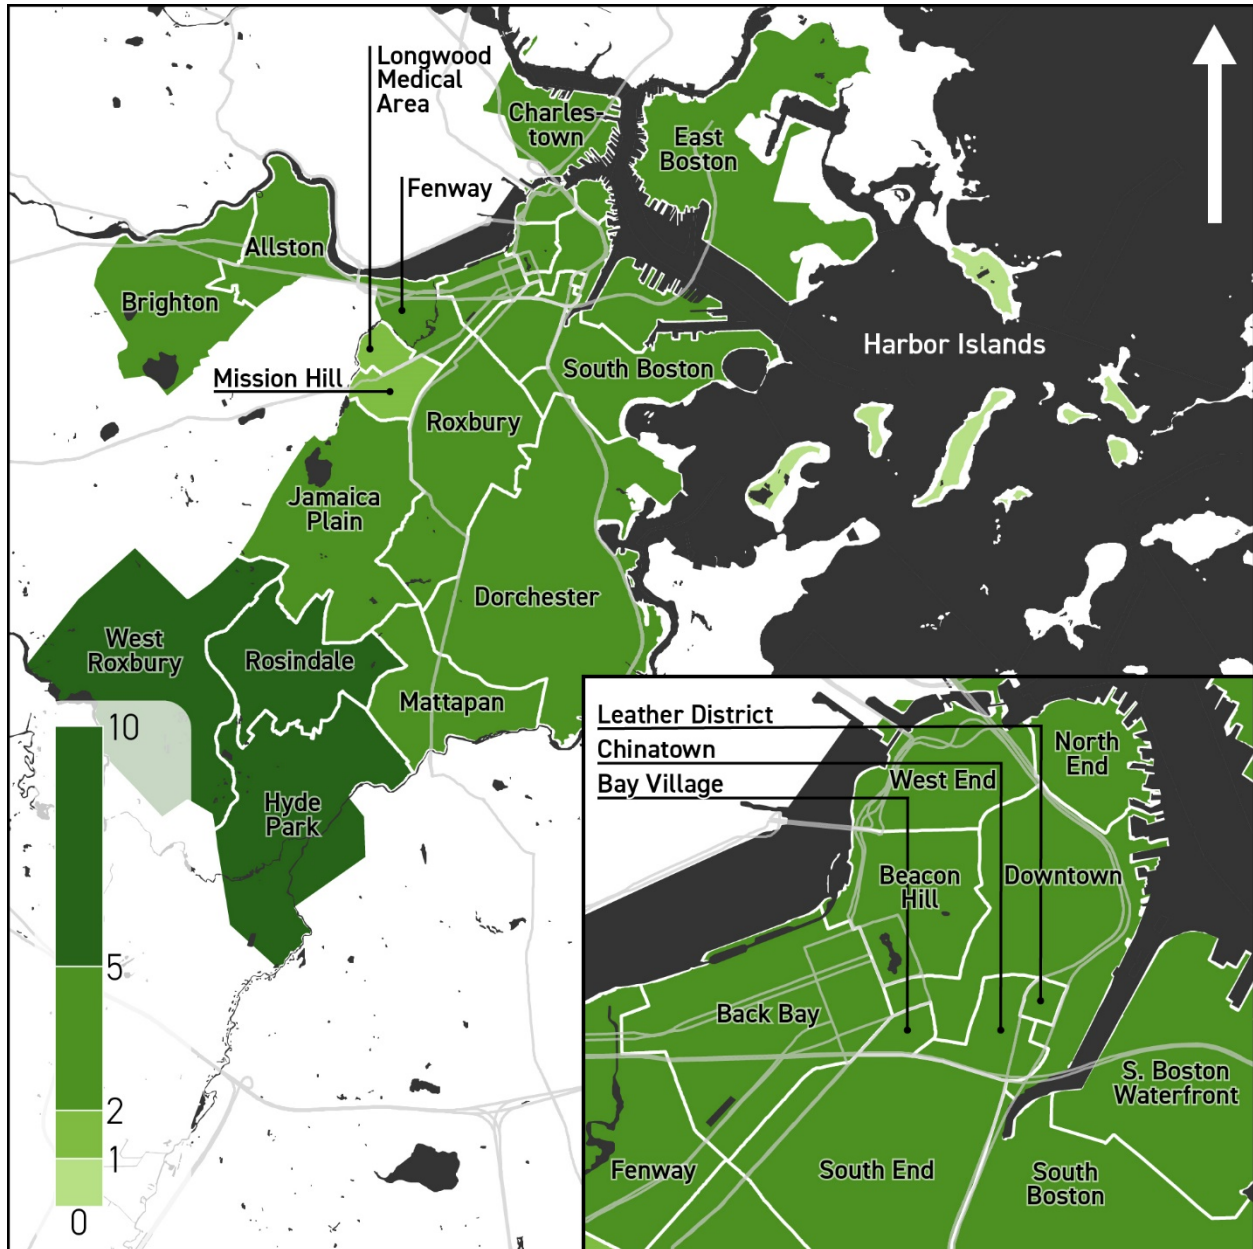 Longwood
Medical
Area
Charles-
town
East
Boston
Fenway
Allston
Brighton
Harbor Islands
South Boston
Mission Hill
Roxbury
Jamaica
Plain
Dorchester
West
Roxbury
Rosindale
Mattapan
Hyde
Park
10
5
2
1
0
Leather District
Chinatown
Bay Village
North
End
West End
Beacon
Hill
Downtown
Back Bay
S. Boston
Waterfront
Fenway
South End
South
Boston